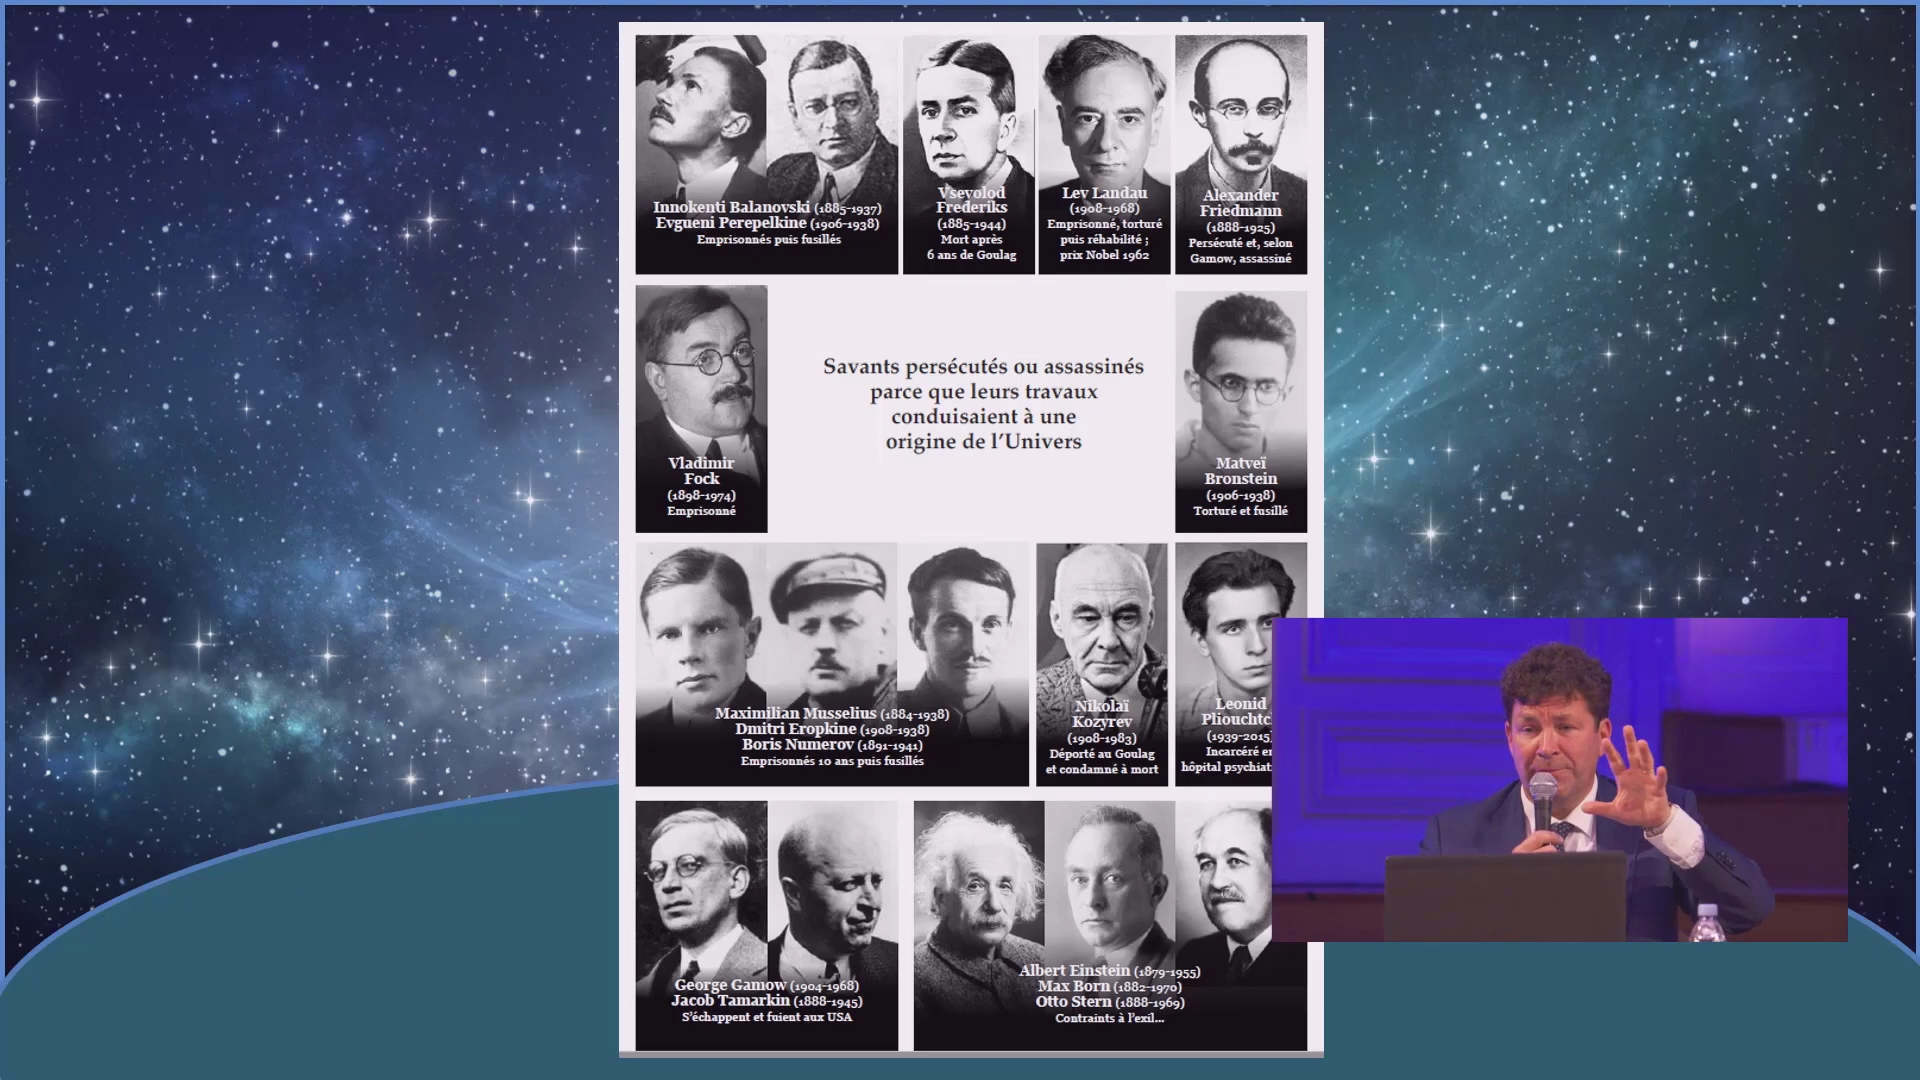 Innokenti Balanovski (1885-1937)
Evgueni Perepelkine (1906-1938)
Emprisonnés puis fusillés
Vsevolod
Frederiks
(1885-1944)
Mort après
6 ans de Goulag
Lev Landau
(1908-1968)
Emprisonné, torturé
puis réhabilité ;
prix Nobel 1962
Alexander
Friedmann
(1888-1925)
Persécuté et, selon
Gamow, assassiné
Vladimir
Fock
(1898-1974)
Emprisonné
Savants persécutés ou assassinés
parce que leurs travaux
conduisaient à une
origine de l’Univers
Matveï
Bronstein
(1906-1938)
Torturé et fusillé
Maximilian Musselius (1884-1938)
Dmitri Eropkine (1908-1938)
Boris Numerov (1891-1941)
Emprisonnés 10 ans puis fusillés
Nikolaï
Kozyrev
(1908-1983)
Déporté au Goulag
et condamné à mort
Leonid
(1939-2015)
Incarcéré
hôpital
George Gamow (1904-1968)
Jacob Tamarkin (1888-1945)
S’échappent et fuient aux USA
Albert Einstein (1879-1955)
Max Born (1882-1970)
Otto Stern (1888-1969)
Contraints à l’exil...